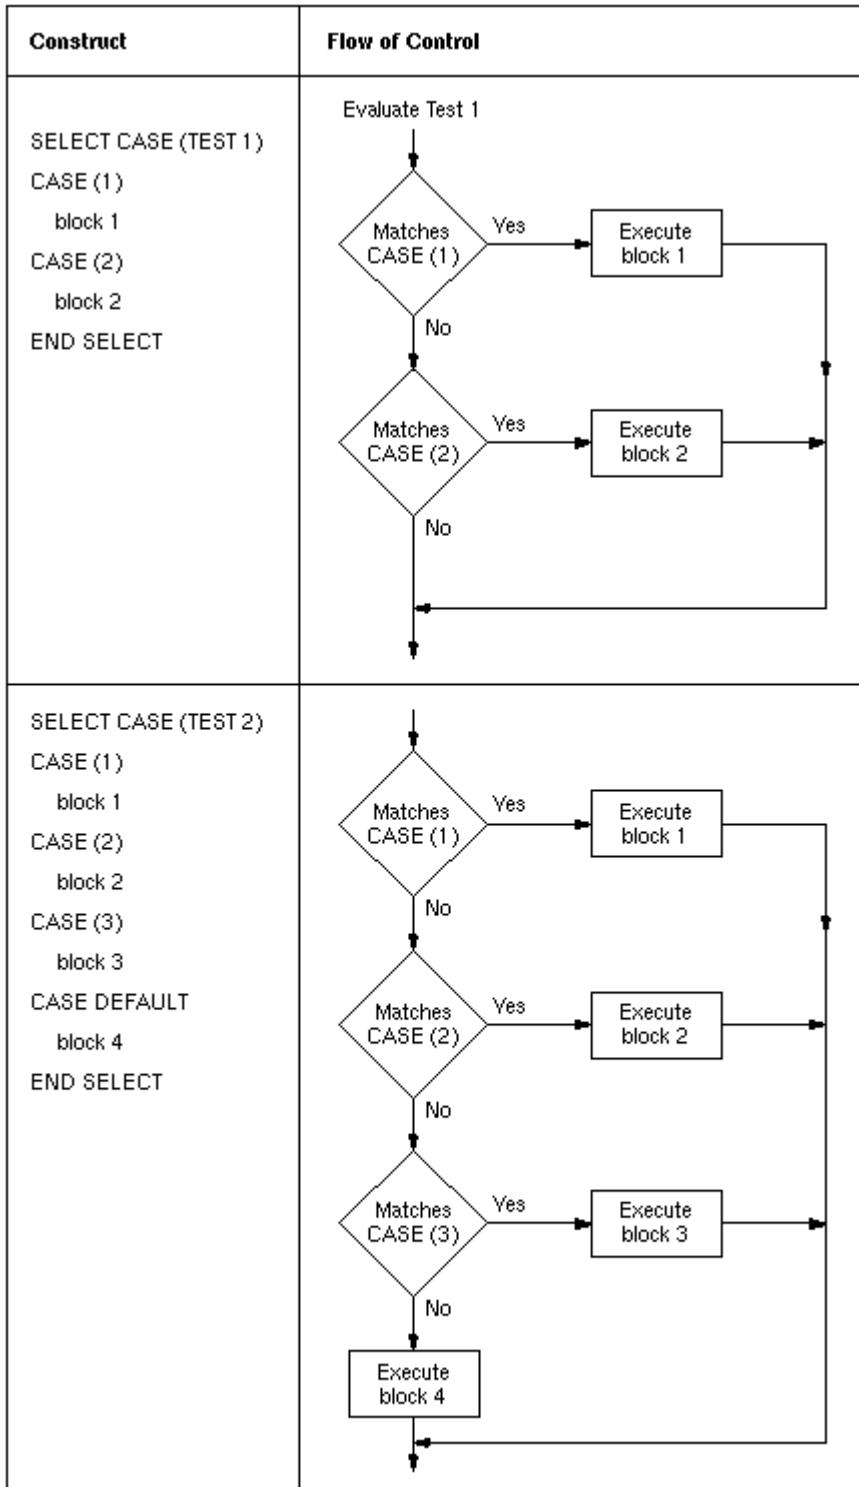 Construct
Flow of Control
SELECT CASE (TEST 1)
CASE (1)
block 1
CASE (2)
block 2
END SELECT
Evaluate Test 1
Matches
CASE (1)
Yes
Execute
block 1
No
Matches
CASE (2)
Yes
Execute
block 2
No
SELECT CASE (TEST 2)
CASE (1)
block 1
CASE (2)
block 2
CASE (3)
block 3
CASE DEFAULT
block 4
END SELECT
Matches
CASE (1)
Yes
Execute
block 1
No
Matches
CASE (2)
Yes
Execute
block 2
No
Matches
CASE (3)
Yes
Execute
block 3
No
Execute
block 4